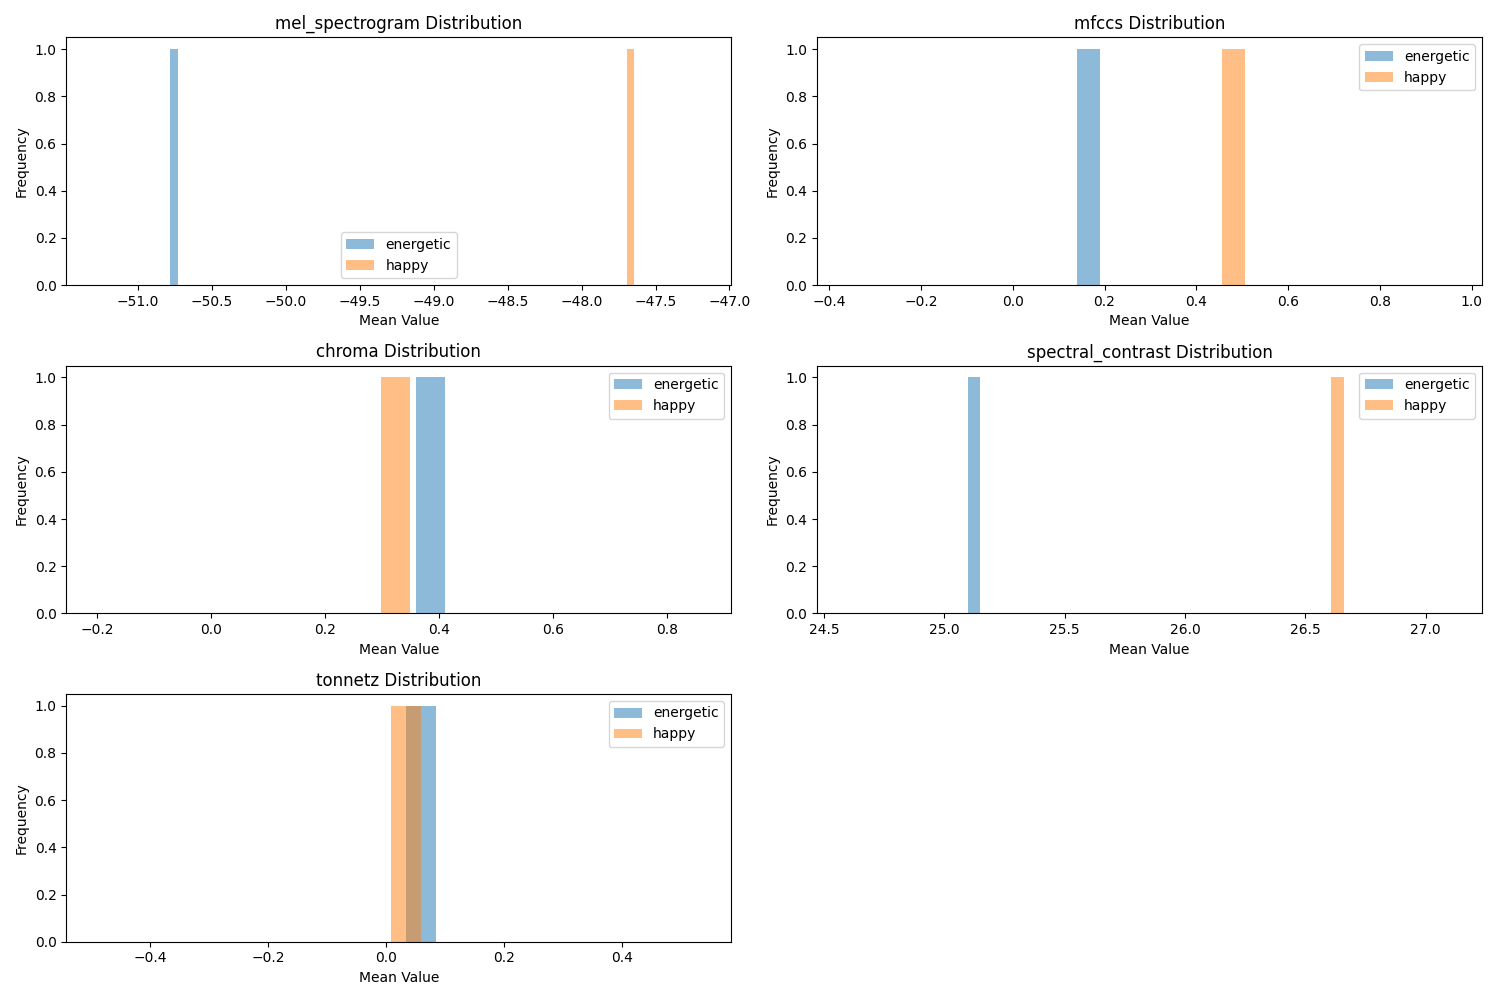 mel_spectrogram Distribution
Frequency
1.0
0.8
0.6
0.4
0.2
0.0
energetic
happy
−51.0 −50.5 −50.0 −49.5 −49.0 −48.5 −48.0 −47.5 −47.0
Mean Value
mfccs Distribution
Frequency
1.0
0.8
0.6
0.4
0.2
0.0
energetic
happy
−0.4 −0.2 0.0 0.2 0.4 0.6 0.8 1.0
Mean Value
chroma Distribution
Frequency
1.0
0.8
0.6
0.4
0.2
0.0
energetic
happy
−0.2 0.0 0.2 0.4 0.6 0.8
Mean Value
spectral_contrast Distribution
Frequency
1.0
0.8
0.6
0.4
0.2
0.0
energetic
happy
24.5 25.0 25.5 26.0 26.5 27.0
Mean Value
tonnetz Distribution
Frequency
1.0
0.8
0.6
0.4
0.2
0.0
energetic
happy
−0.4 −0.2 0.0 0.2 0.4
Mean Value